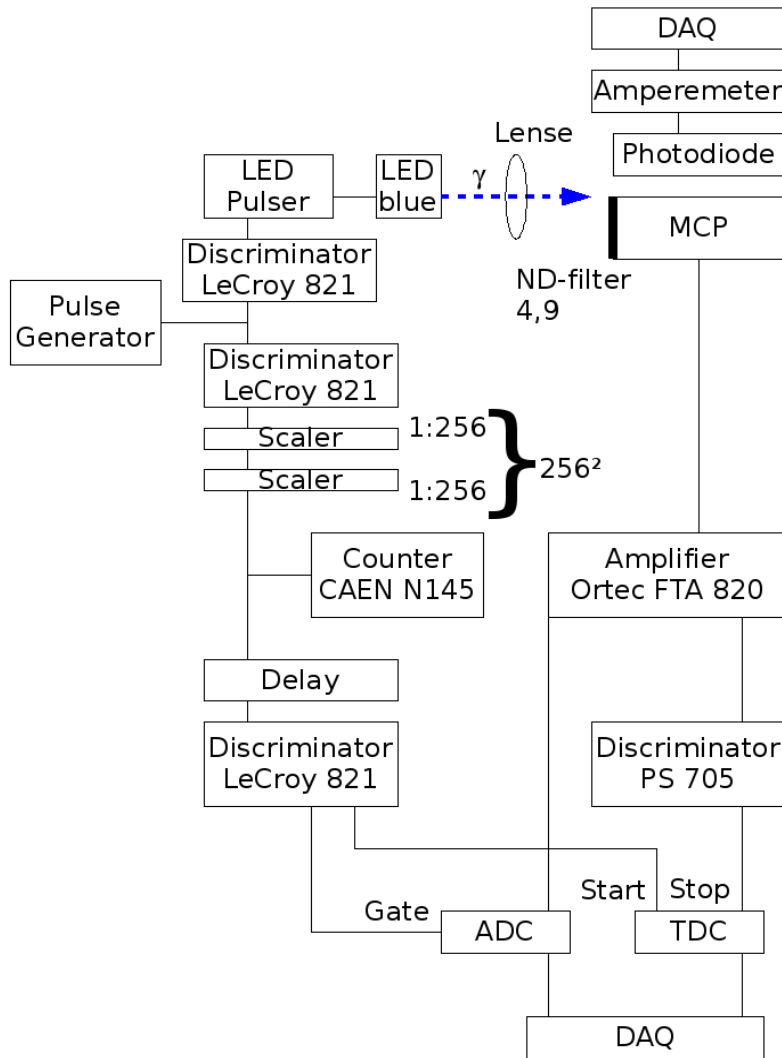 DAQ
Amperemeter
Photodiode
Lense
LED
Pulser
LED
blue
γ
MCP
Discriminator
LeCroy 821
ND-filter
4,9
Pulse
Generator
Discriminator
LeCroy 821
Scaler
1:256
Scaler
1:256
256²
Counter
CAEN N145
Amplifier
Ortec FTA 820
Delay
Discriminator
LeCroy 821
Discriminator
PS 705
Start
Stop
Gate
ADC
TDC
DAQ